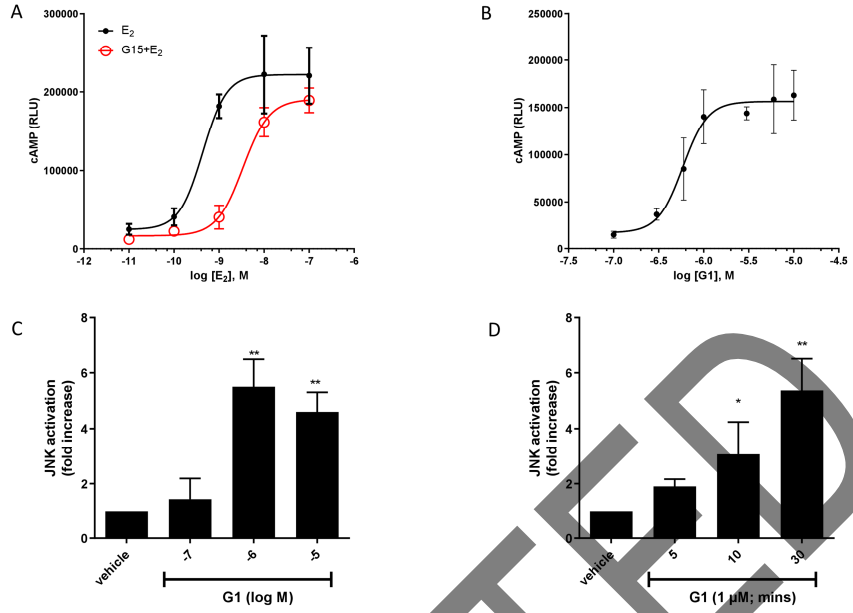 A
300000
200000
100000
0
cAMP (RLU)
E₂
G15+E₂
-12
-11
-10
-9
-8
-7
-6
log [E₂], M
B
250000
200000
150000
100000
50000
0
cAMP (RLU)
-7.5
-7.0
-6.5
-6.0
-5.5
-5.0
-4.5
log [G1], M
C
8
6
4
2
0
JNK activation
(fold increase)
**
**
vehicle
-7
-6
-5
G1 (log M)
D
8
6
4
2
0
JNK activation
(fold increase)
*
**
vehicle
5
10
30
G1 (1 µM; mins)
TED